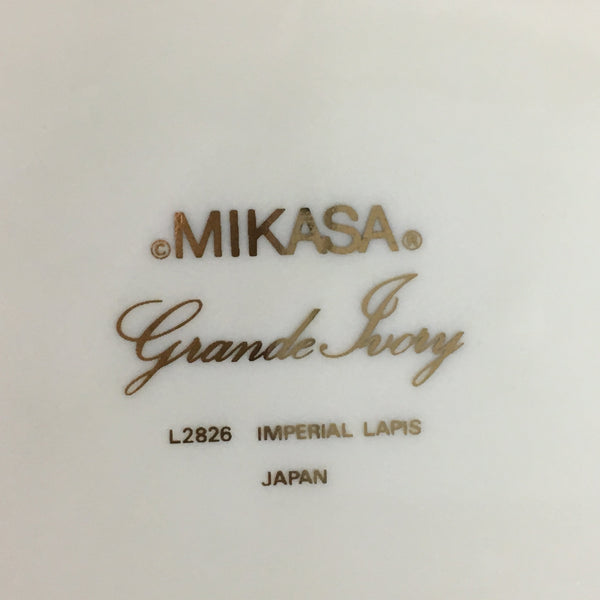 ©MIKASA®
Grande Ivory
L2826 IMPERIAL LAPIS
JAPAN